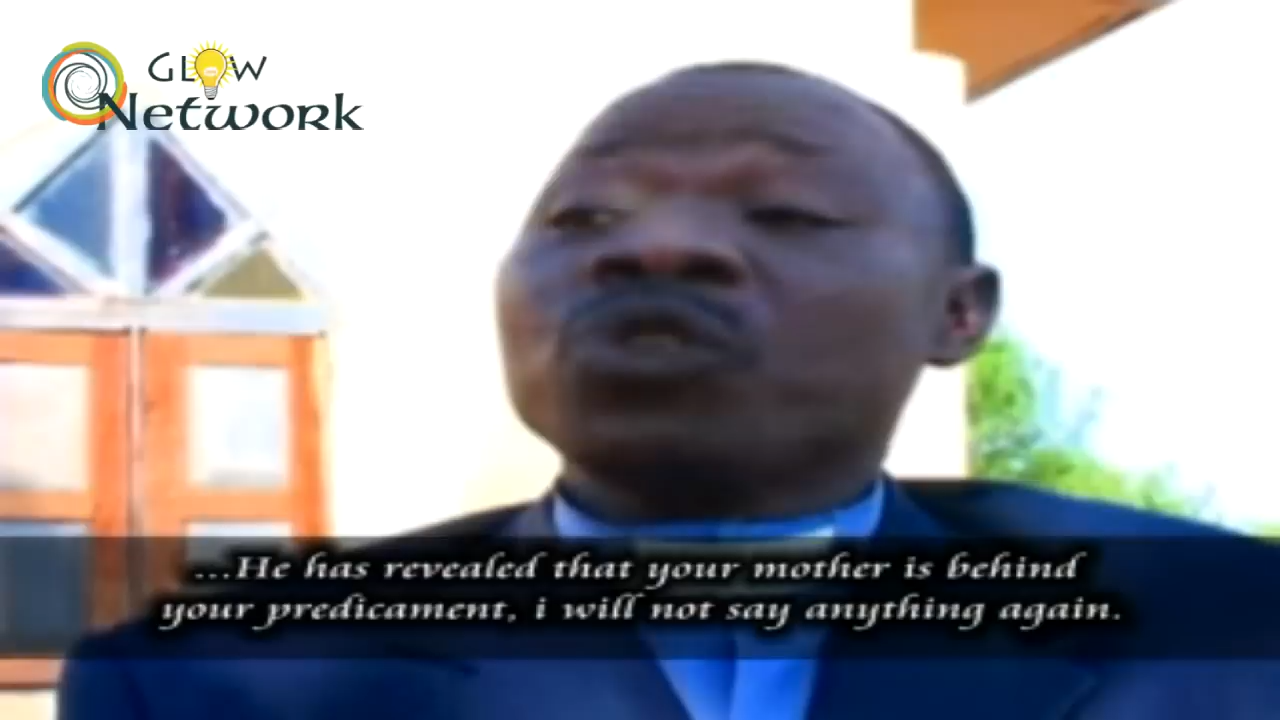 GLOW
Network
...He has revealed that your mother is behind
your predicament, i will not say anything again.